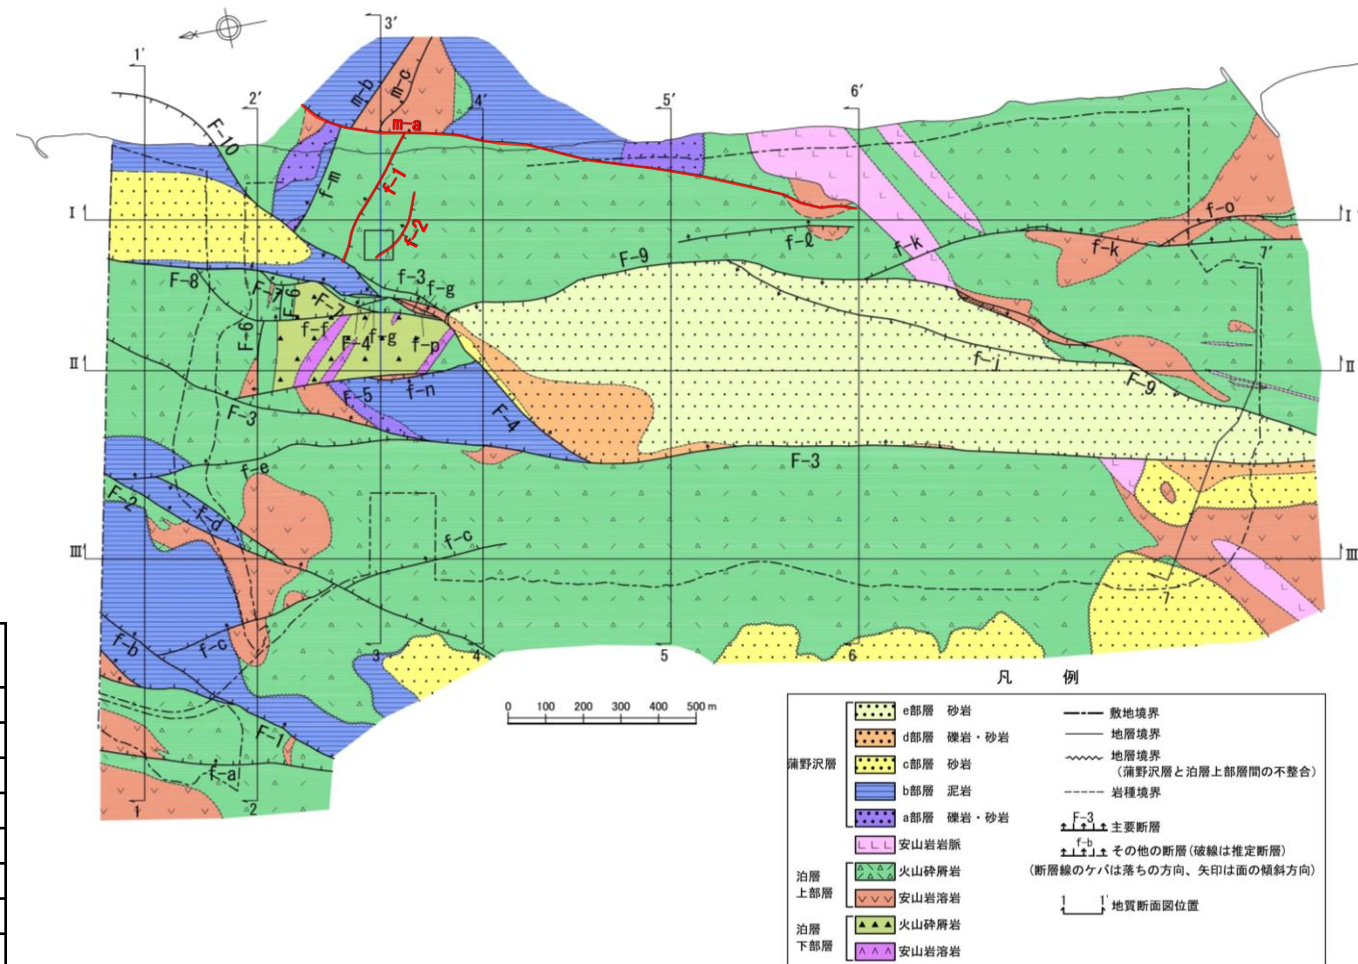 3'
1'
m-b
m-c
2'
4'
5'
6'
F-10
m-a
f-m
f-1
I
I'
f-2
f-o
f-ℓ
f-k
f-k
7'
F-9
F-8
F-7
F-6
F-7
f-3
f-g
f-f
F-6
F-4
f-g
f-p
II
II'
f-j
F-9
f-n
F-5
F-3
F-4
F-3
f-e
F-2
f-d
III
III'
f-c
7
f-b
f-c
3
4
5
6
F-1
f-a
1
2
0 100 200 300 400 500m
凡 例
蒲野沢層
e部層 砂岩
d部層 礫岩・砂岩
c部層 砂岩
b部層 泥岩
a部層 礫岩・砂岩
安山岩岩脈
泊層
上部層
火山砕屑岩
安山岩溶岩
泊層
下部層
火山砕屑岩
安山岩溶岩
敷地境界
地層境界
地層境界
(蒲野沢層と泊層上部層間の不整合)
岩種境界
F-3
主要断層
f-b
その他の断層(破線は推定断層)
(断層線のケバは落ちの方向、矢印は面の傾斜方向)
1 1'
地質断面図位置